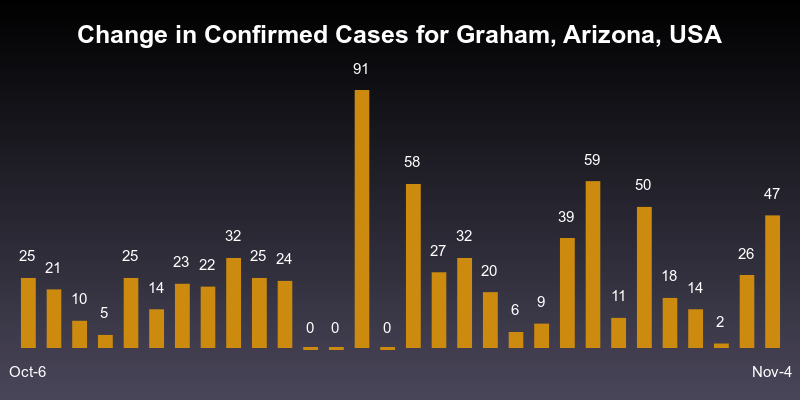 Change in Confirmed Cases for Graham, Arizona, USA
25 21 10 5 25 14 23 22 32 25 24 0 0 91 0 58 27 32 20 6 9 39 59 11 50 18 14 2 26 47
Oct-6 Nov-4